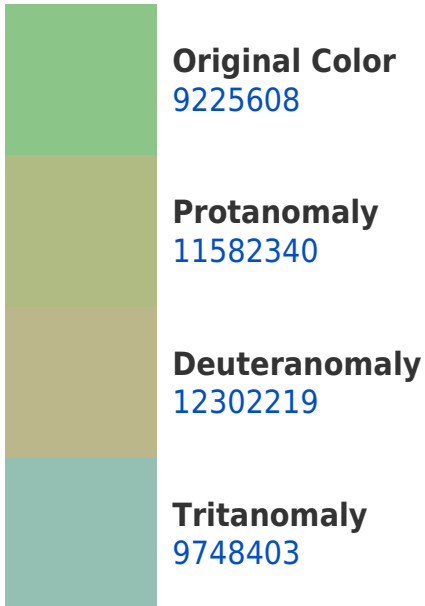 Original Color
9225608
Protanomaly
11582340
Deuteranomaly
12302219
Tritanomaly
9748403